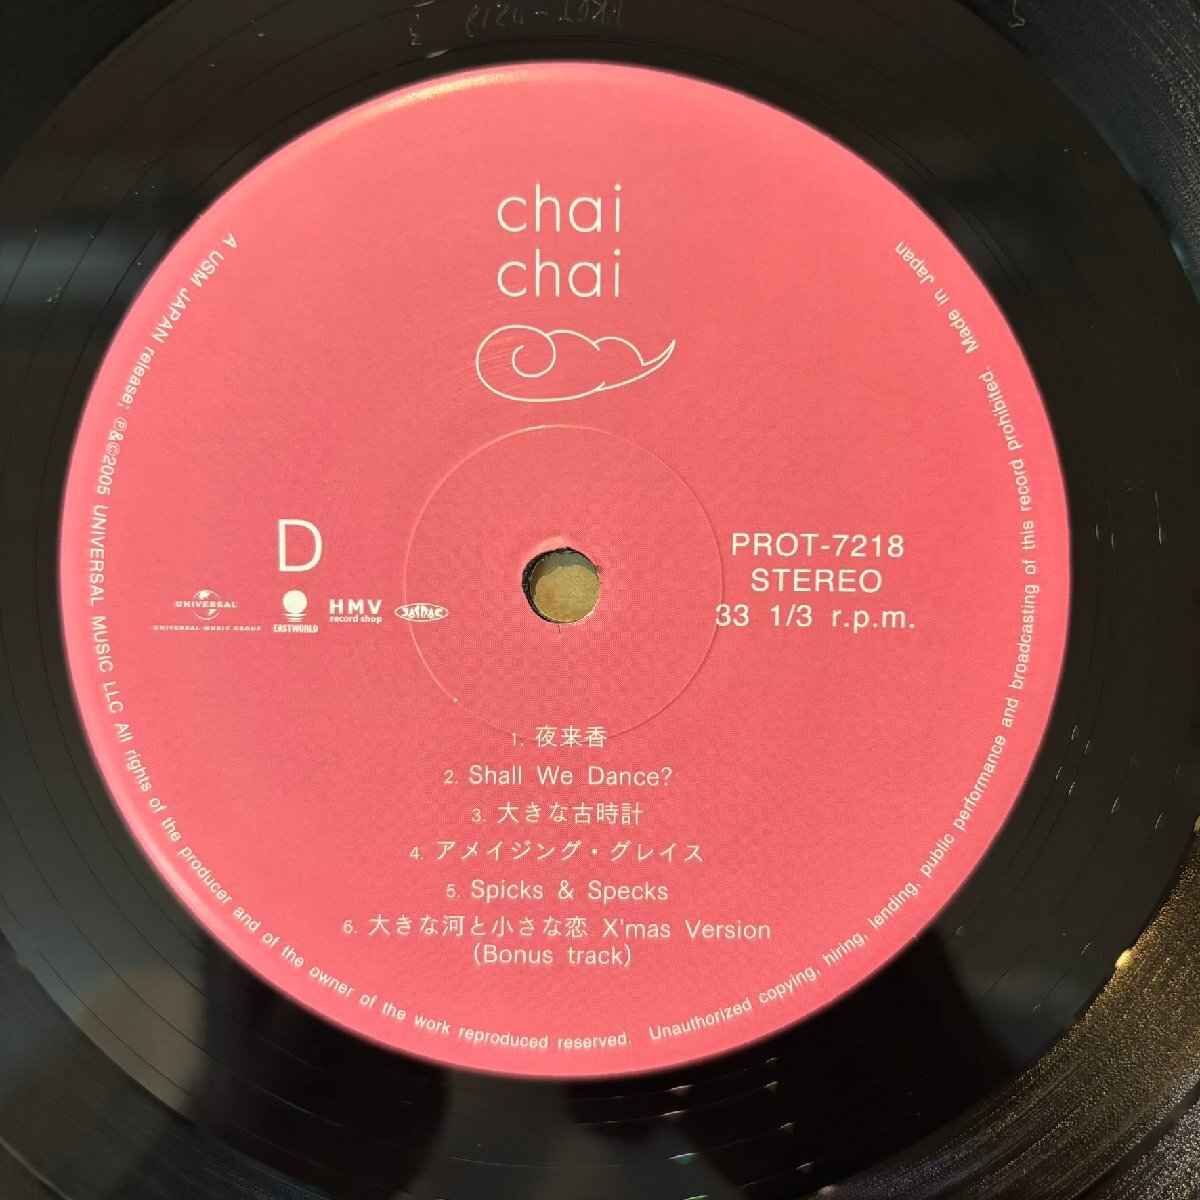 chai
chai
D
UNIVERSAL
UNIVERSAL MUSIC GROUP
EASTWORLD
HMV
record shop
JASRAC
PROT-7218
STEREO
33 1/3 r.p.m.
1. 夜来香
2. Shall We Dance?
3. 大きな古時計
4. アメイジング・グレイス
5. Spicks & Specks
6. 大きな河と小さな恋 X'mas Version
(Bonus track)
A USM JAPAN release; ℗&©2005 UNIVERSAL MUSIC LLC All rights of the producer and of the owner of the work reproduced reserved. Unauthorized copying, hiring, lending, public performance and broadcasting of this record prohibited. Made in Japan